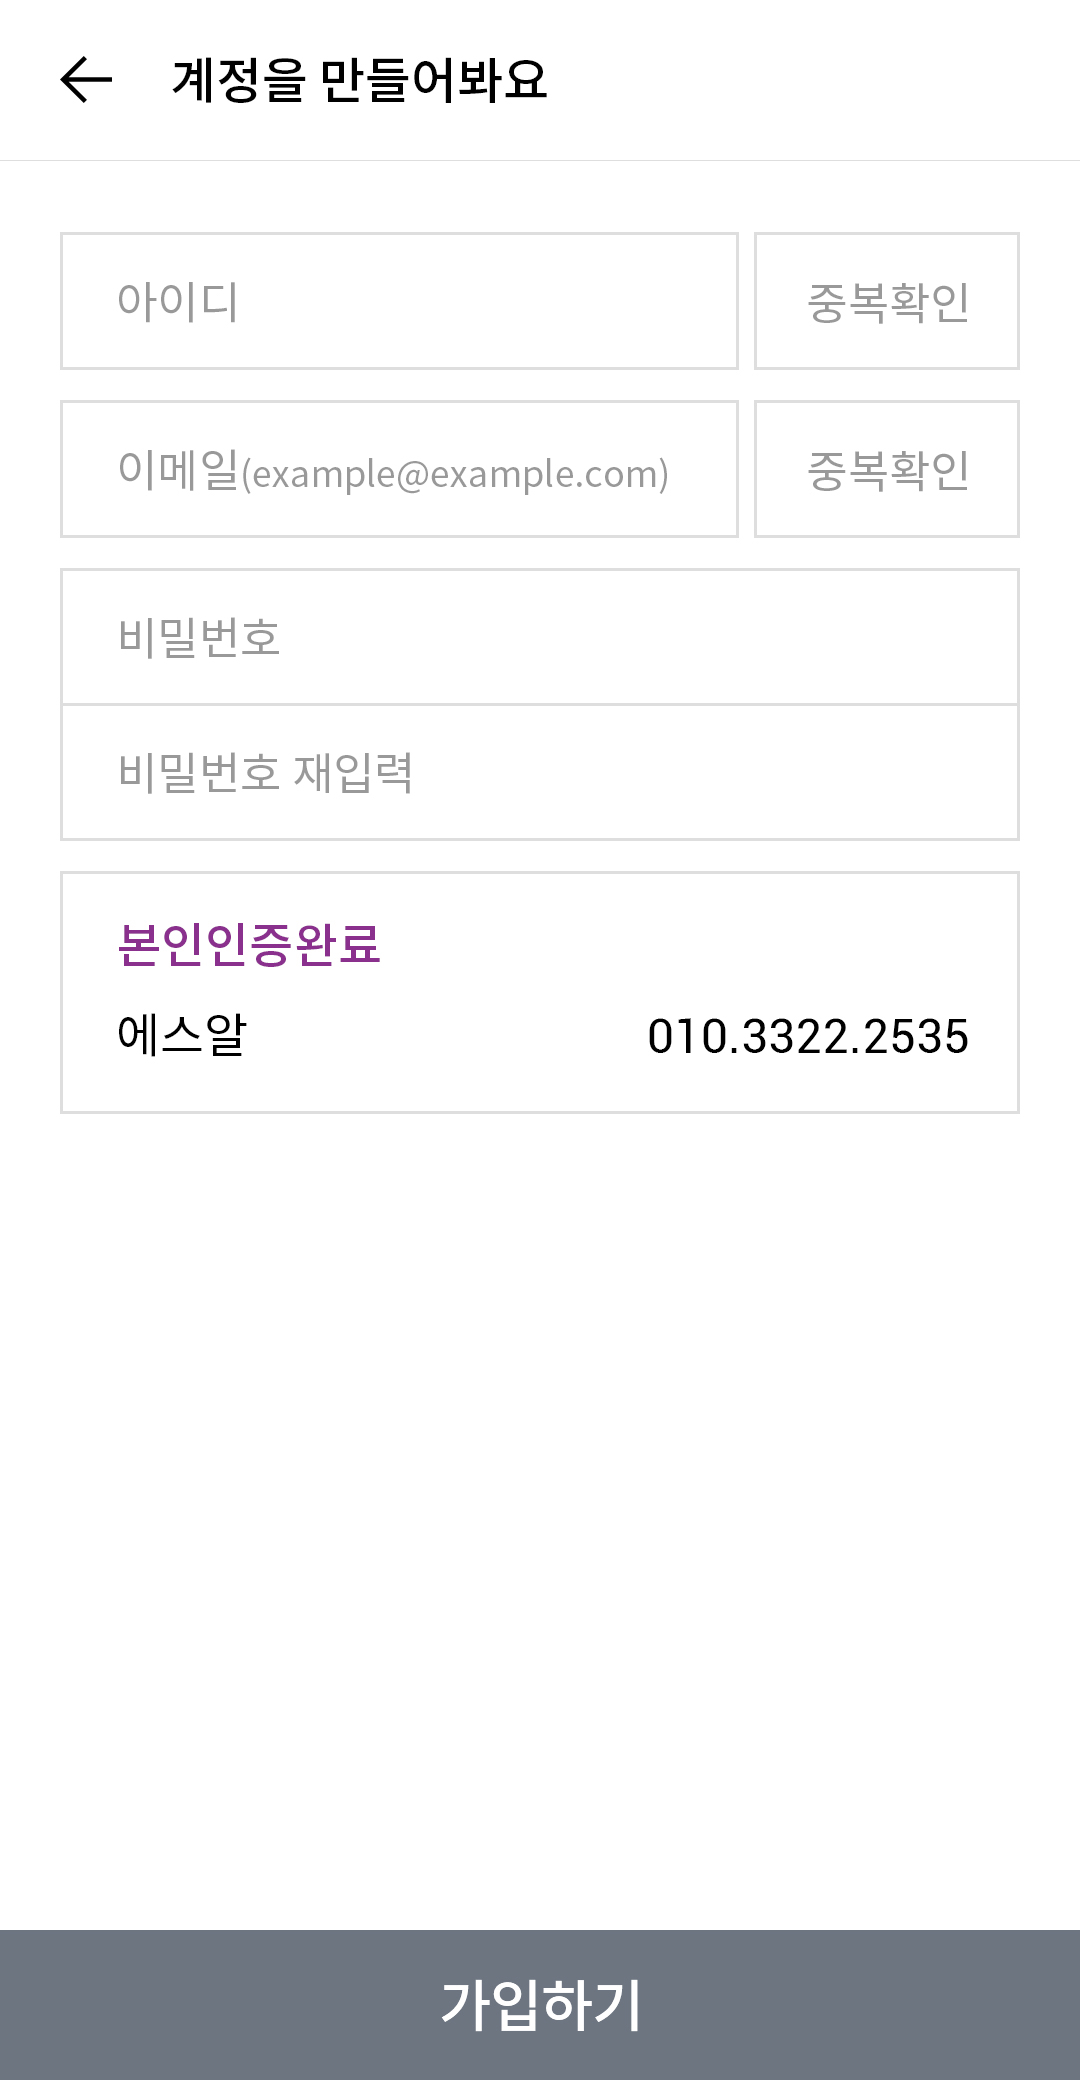 계정을 만들어봐요
아이디
중복확인
이메일(example@example.com)
중복확인
비밀번호
비밀번호 재입력
본인인증완료
에스알 010.3322.2535
가입하기